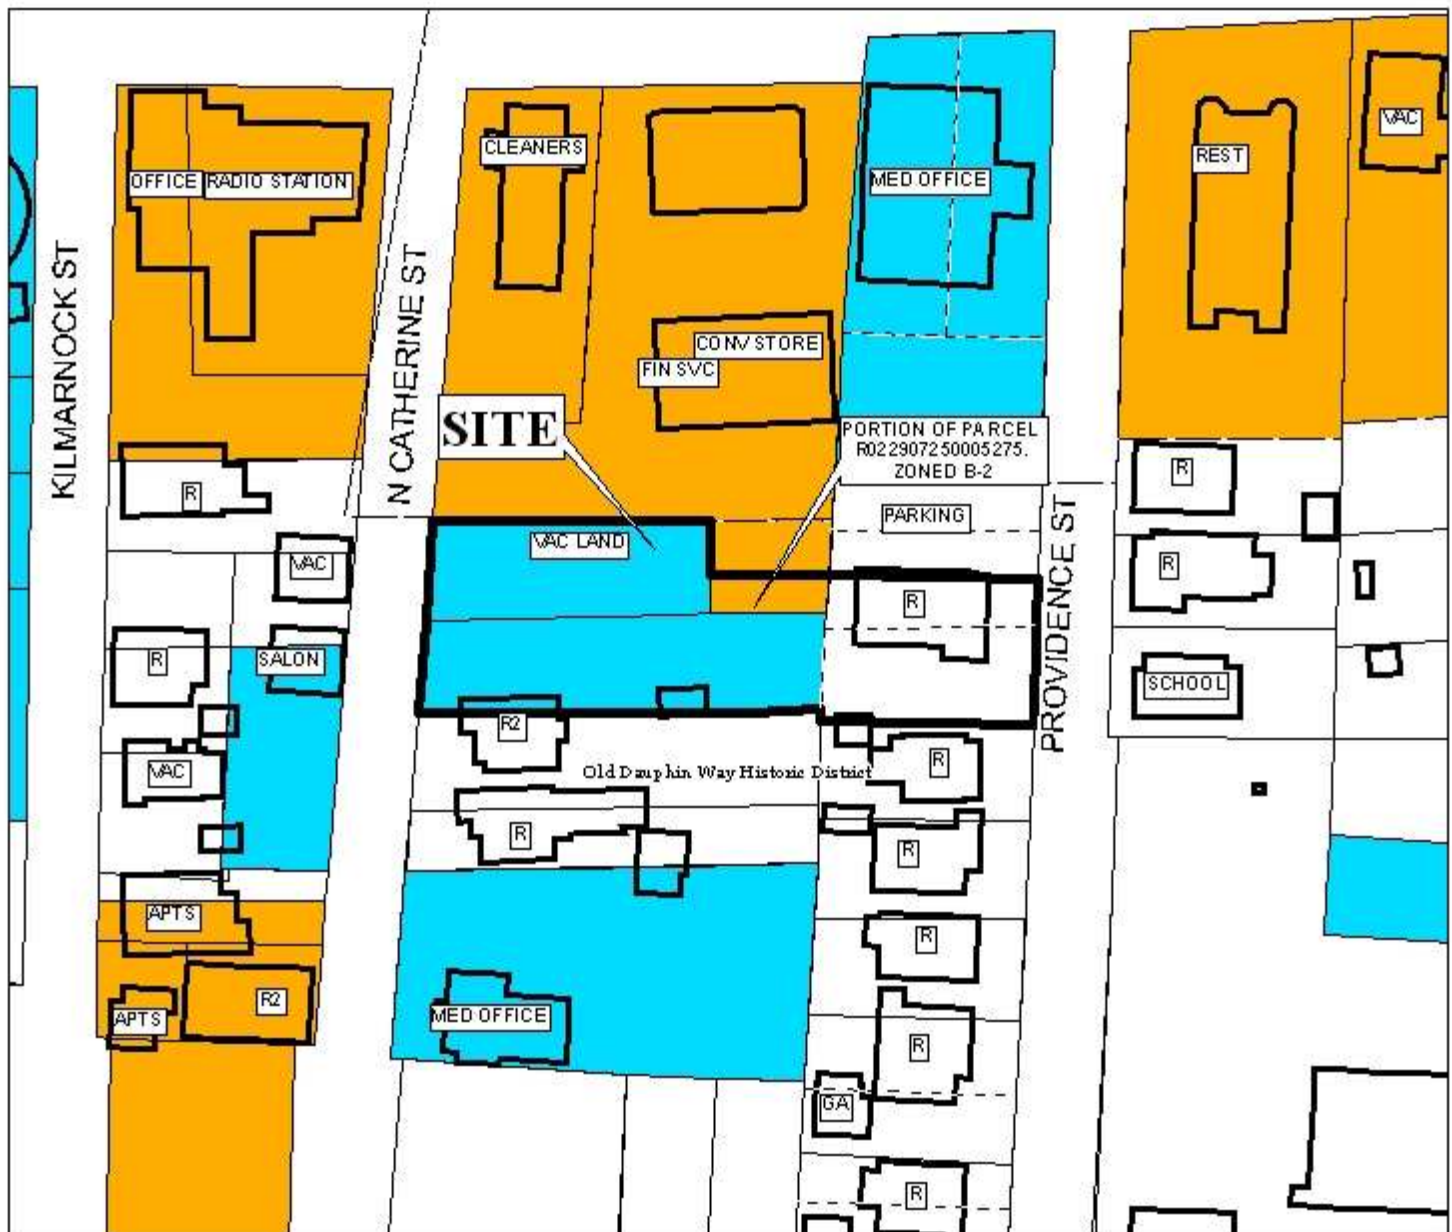 CLEANERS
REST
VAC
OFFICE
RADIO STATION
MED OFFICE
KILMARNOCK ST
N CATHERINE ST
CONV STORE
FIN SVC
SITE
PORTION OF PARCEL
R022907250005275.
ZONED B-2
R
R
PARKING
PROVIDENCE ST
VAC LAND
VAC
R
R
R
SALON
SCHOOL
R2
VAC
Old Dauphin Way Historic District
R
R
R
APTS
R
R2
APTS
MED OFFICE
R
GA
R